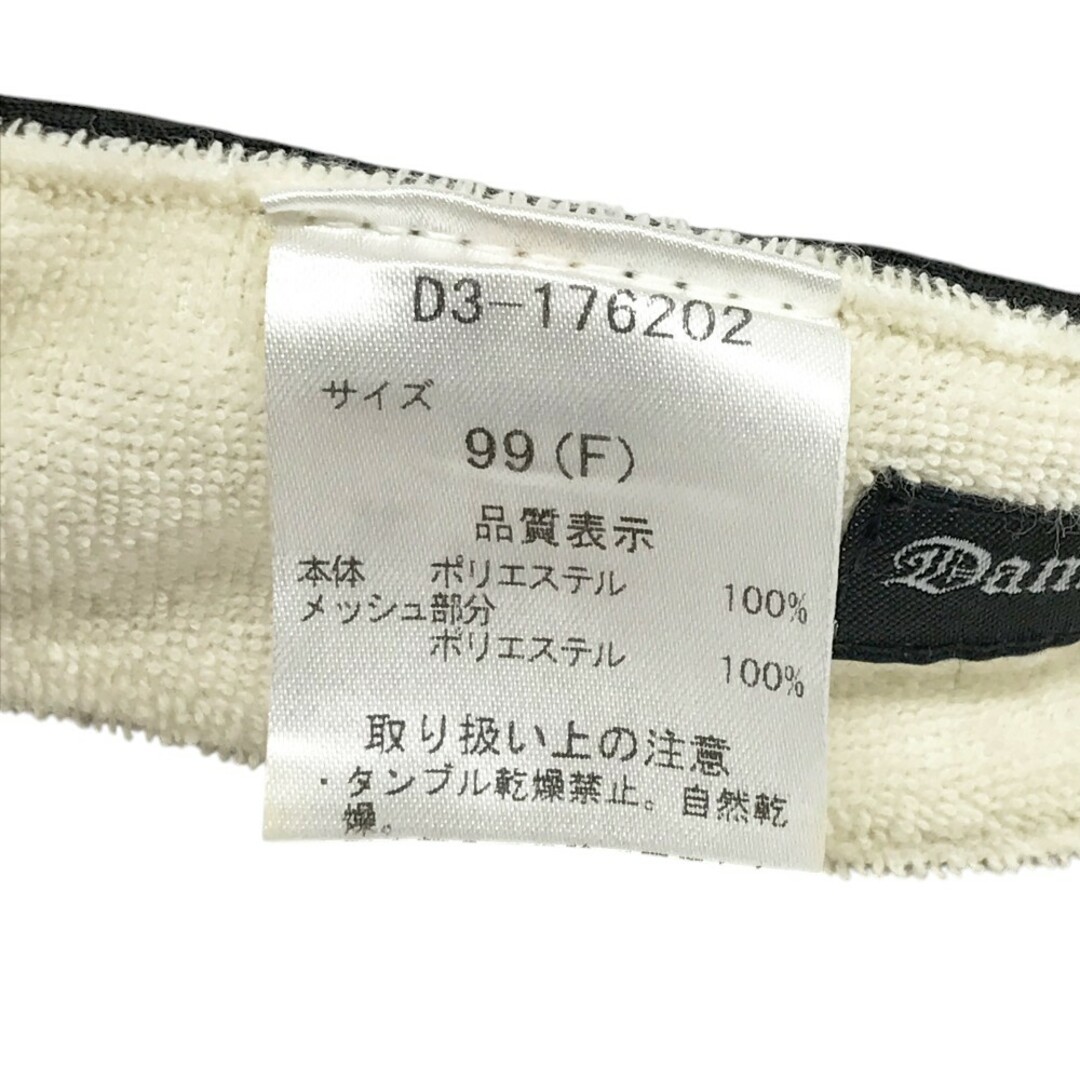 D3-176202
サイズ
99(F)
品質表示
本体 ポリエステル 100%
メッシュ部分
ポリエステル 100%
取り扱い上の注意
・タンブル乾燥禁止。自然乾
燥。